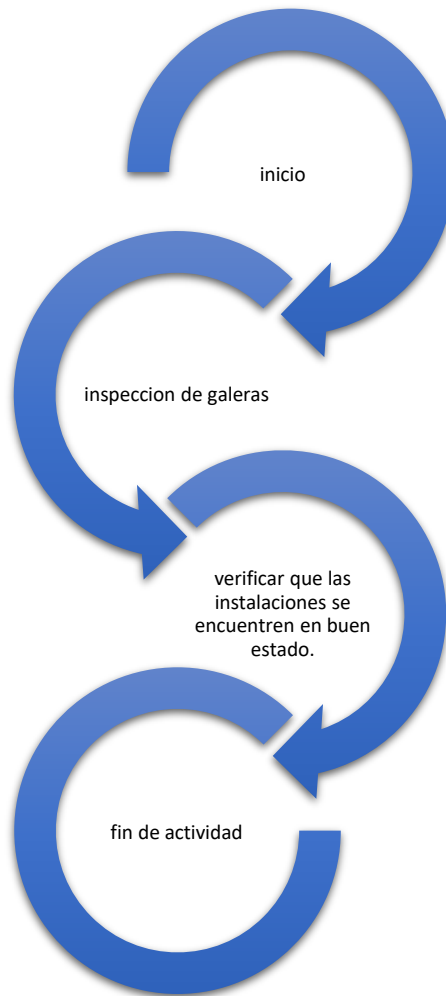 inicio
inspeccion de galeras
verificar que las
instalaciones se
encuentren en buen
estado.
fin de actividad